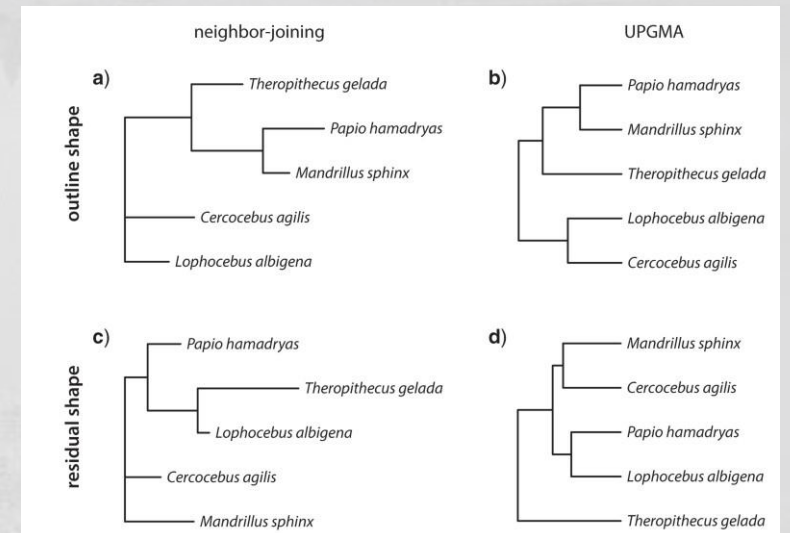 neighbor-joining
UPGMA
outline shape
a)
Theropithecus gelada
Papio hamadryas
Mandrillus sphinx
Cercocebus agilis
Lophocebus albigena
b)
Papio hamadryas
Mandrillus sphinx
Theropithecus gelada
Lophocebus albigena
Cercocebus agilis
residual shape
c)
Papio hamadryas
Theropithecus gelada
Lophocebus albigena
Cercocebus agilis
Mandrillus sphinx
d)
Mandrillus sphinx
Cercocebus agilis
Papio hamadryas
Lophocebus albigena
Theropithecus gelada